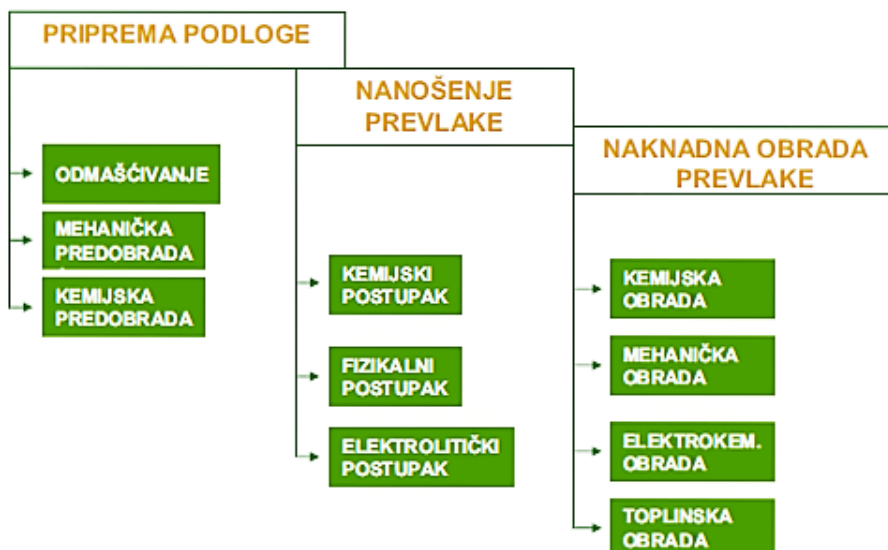 PRIPREMA PODLOGE
ODMAŠĆIVANJE
MEHANIČKA
PREDOBRADA
KEMIJSKA
PREDOBRADA
NANOŠENJE
PREVLAKE
KEMIJSKI
POSTUPAK
FIZIKALNI
POSTUPAK
ELEKTROLITIČKI
POSTUPAK
NAKNADNA OBRADA
PREVLAKE
KEMIJSKA
OBRADA
MEHANIČKA
OBRADA
ELEKTROKEM.
OBRADA
TOPLINSKA
OBRADA